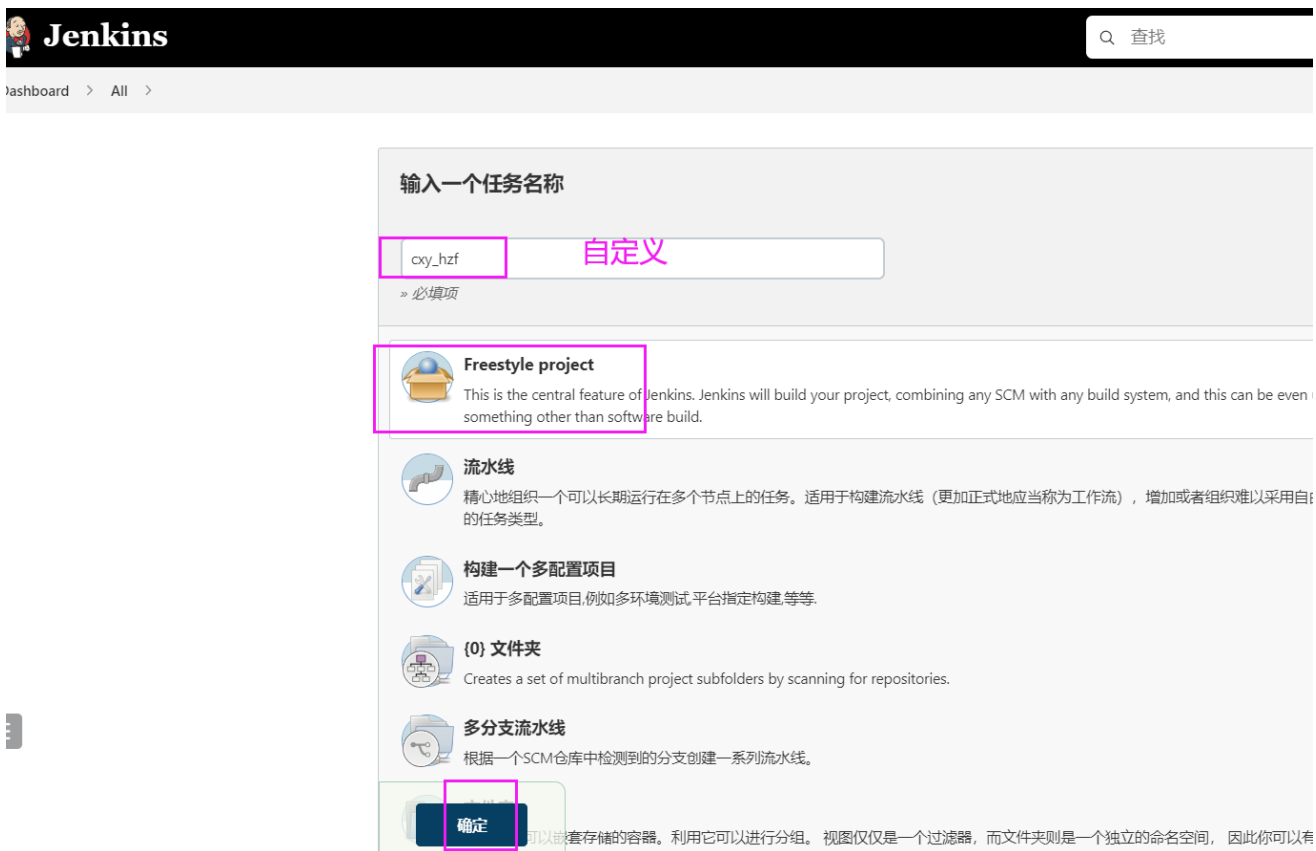 Jenkins
查找
Dashboard
All
输入一个任务名称
cxy_hzf
自定义
» 必填项
Freestyle project
This is the central feature of Jenkins. Jenkins will build your project, combining any SCM with any build system, and this can be even
something other than software build.
流水线
精心地组织一个可以长期运行在多个节点上的任务。适用于构建流水线（更加正式地应当称为工作流），增加或者组织难以采用自由
的任务类型。
构建一个多配置项目
适用于多配置项目,例如多环境测试,平台指定构建,等等.
{0} 文件夹
Creates a set of multibranch project subfolders by scanning for repositories.
多分支流水线
根据一个SCM仓库中检测到的分支创建一系列流水线。
文件夹
确定
可以嵌套存储的容器。利用它可以进行分组。 视图仅仅是一个过滤器，而文件夹则是一个独立的命名空间， 因此你可以有